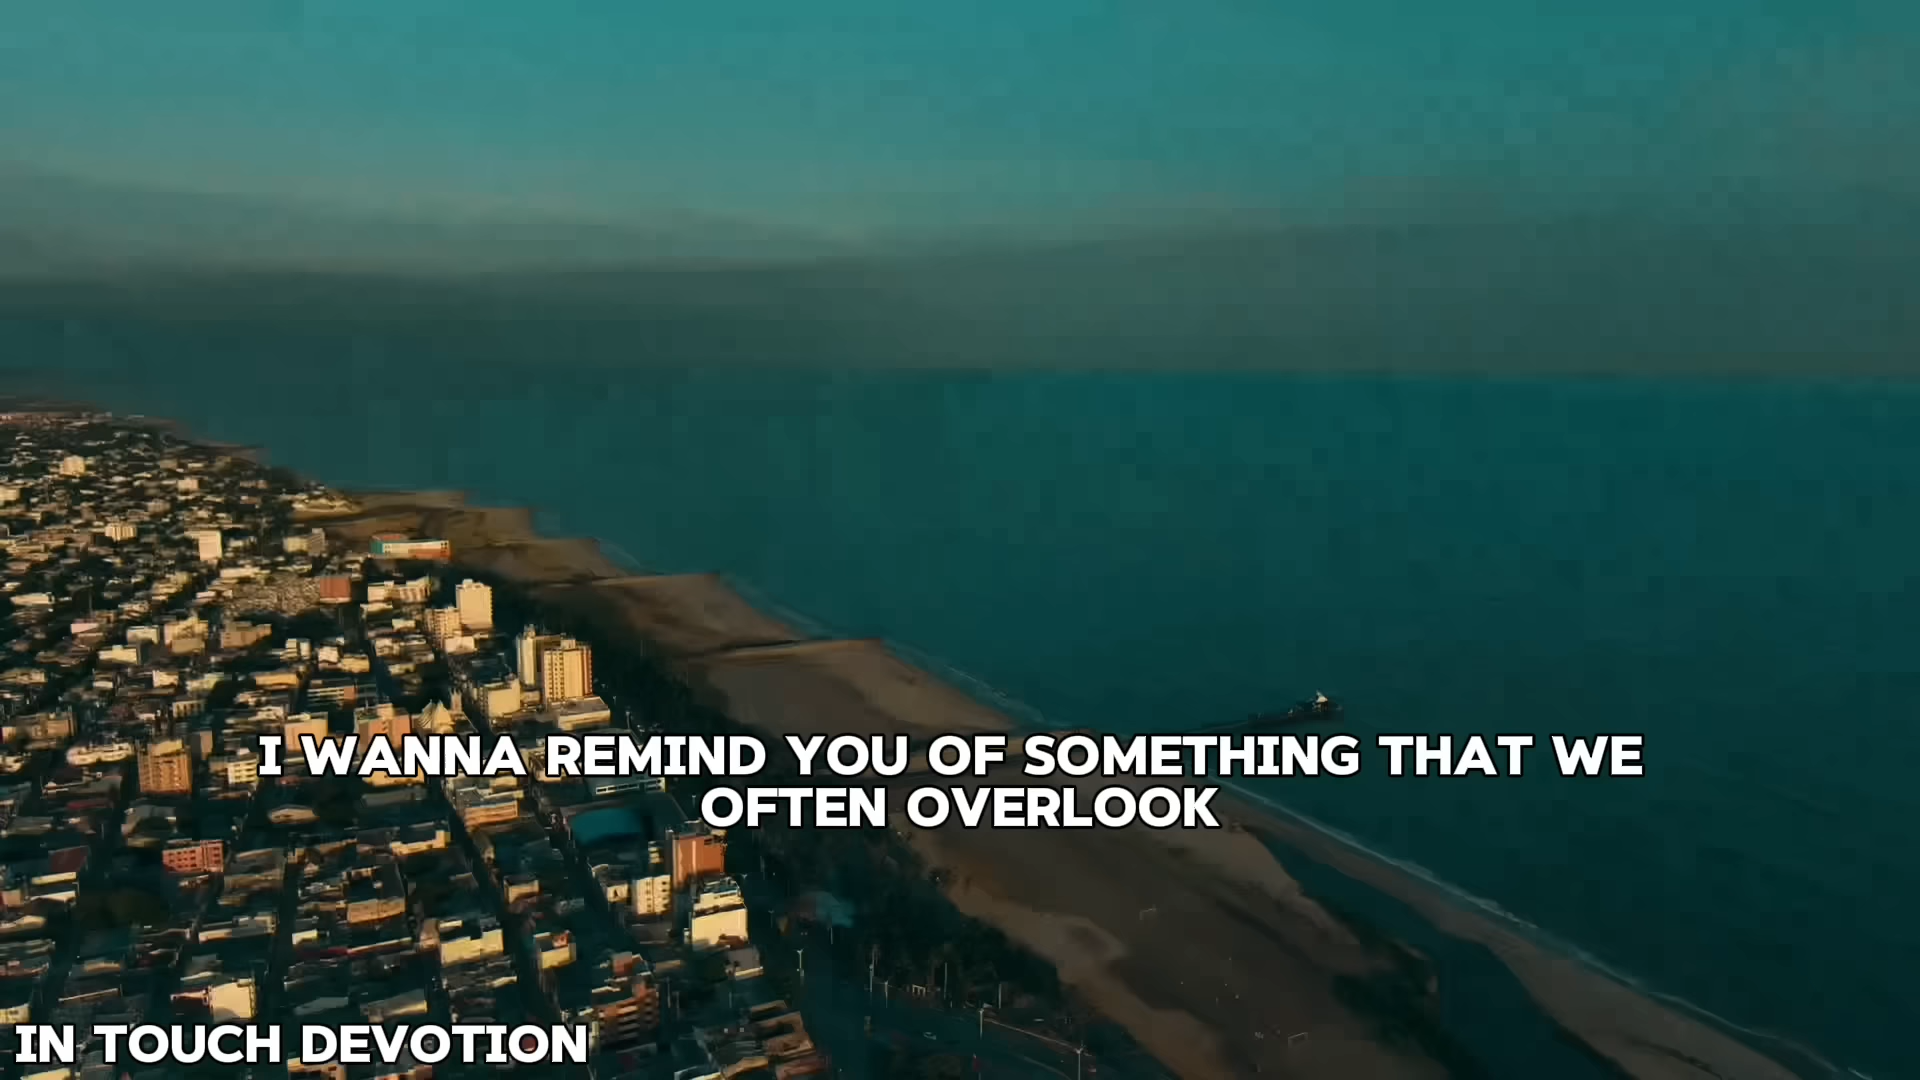 I WANNA REMIND YOU OF SOMETHING THAT WE
OFTEN OVERLOOK
IN TOUCH DEVOTION